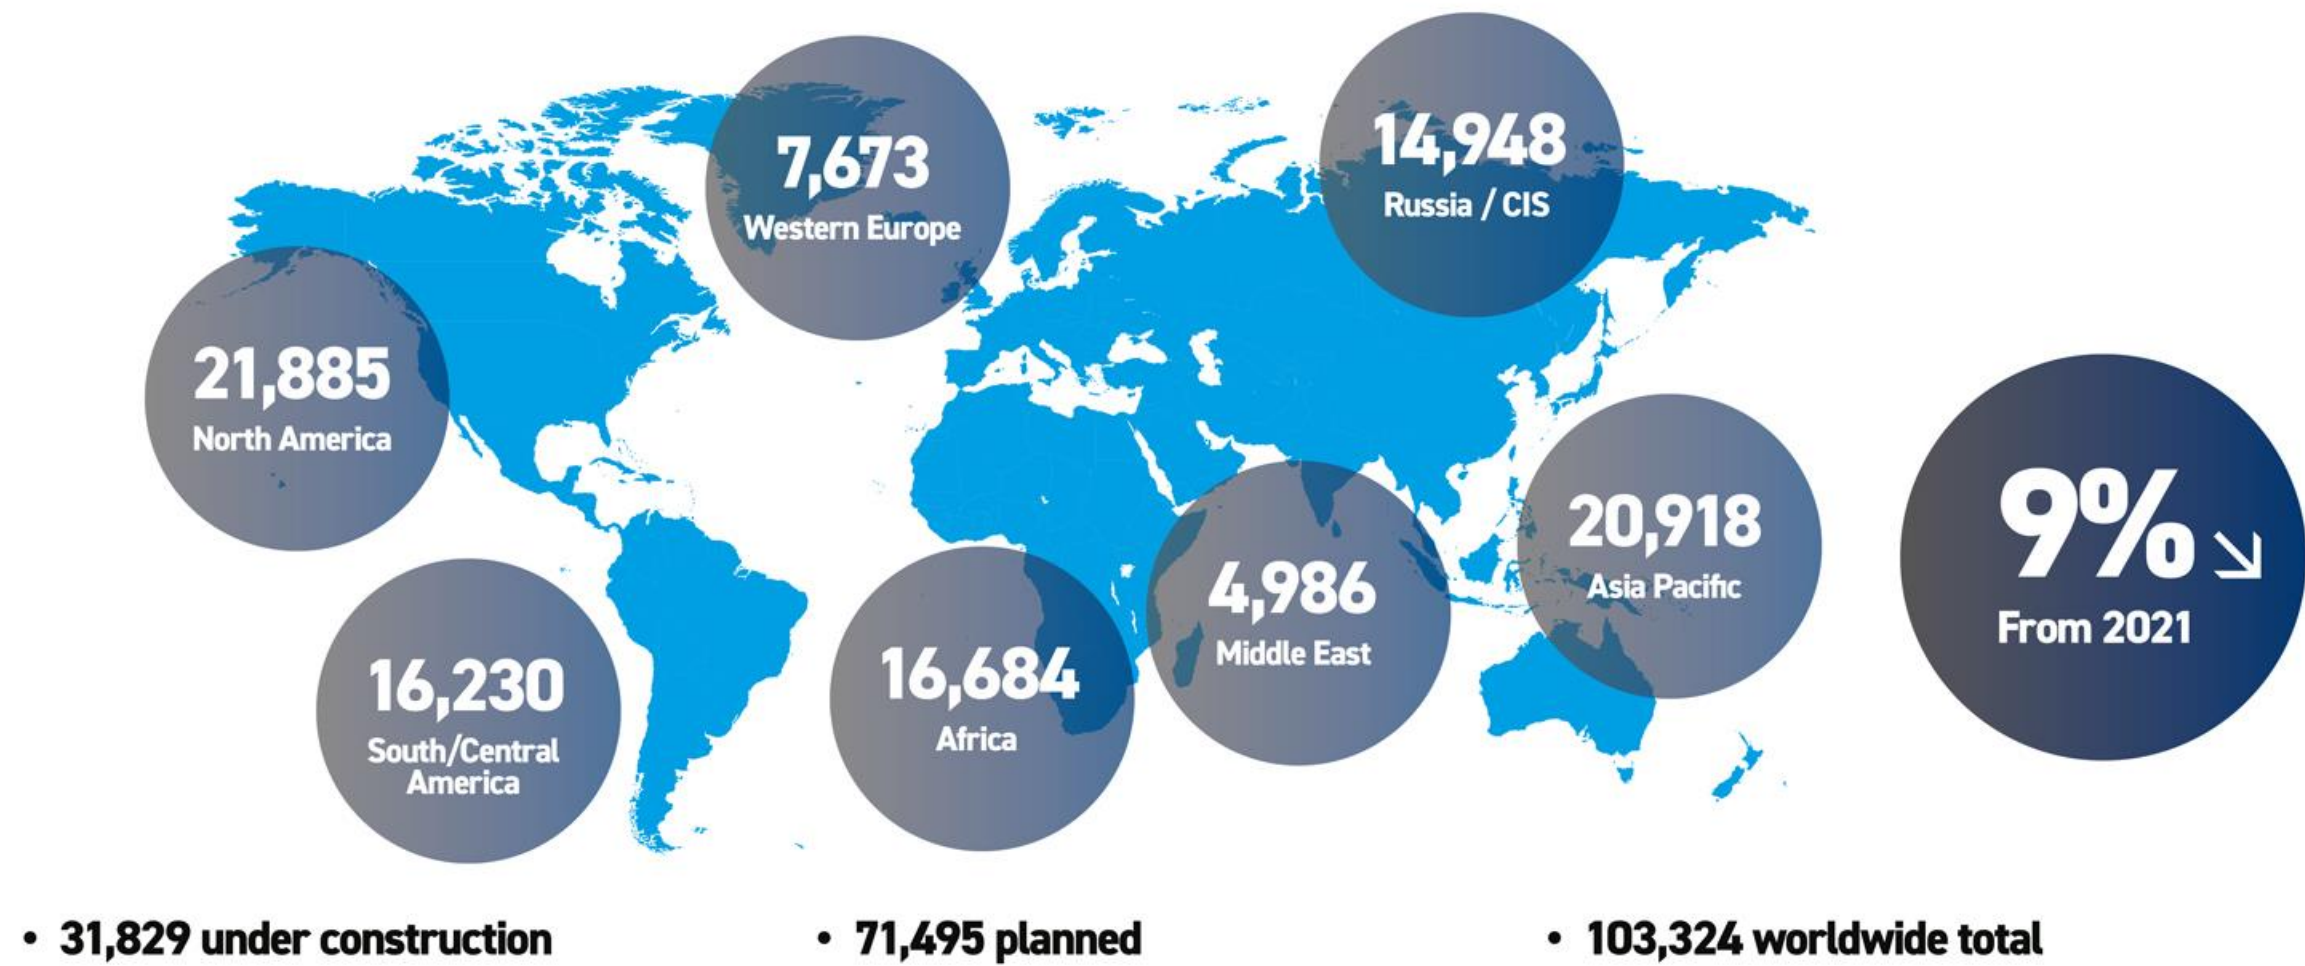 7,673
Western Europe
14,948
Russia / CIS
21,885
North America
20,918
Asia Pacific
9%
From 2021
4,986
Middle East
16,684
Africa
16,230
South/Central
America
• 31,829 under construction
• 71,495 planned
• 103,324 worldwide total